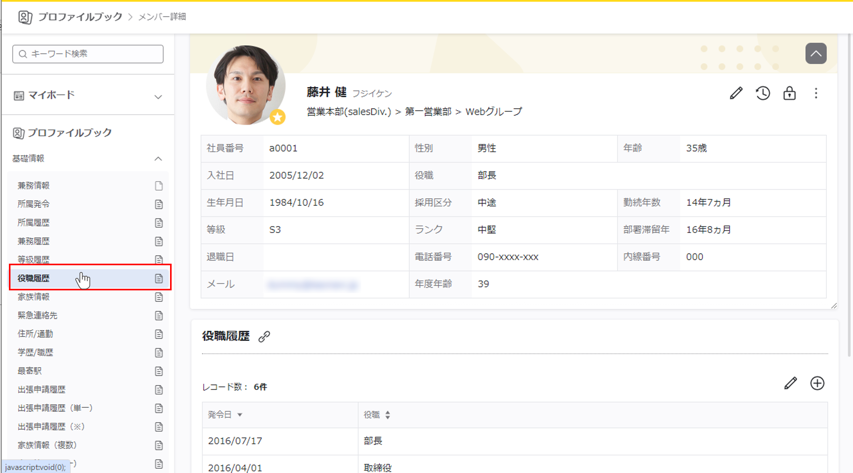 プロファイルブック > メンバー詳細
キーワード検索
マイボード
プロファイルブック
基礎情報
兼務情報
所属発令
所属履歴
兼務履歴
等級履歴
役職履歴
家族情報
緊急連絡先
住所/通勤
学歴/職歴
最寄駅
出張申請履歴
出張申請履歴（単一）
出張申請履歴（※）
家族情報（複数）
javascript:void(0);
藤井 健 フジイケン
営業本部(salesDiv.) > 第一営業部 > Webグループ
社員番号 a0001 性別 男性 年齢 35歳
入社日 2005/12/02 役職 部長
生年月日 1984/10/16 採用区分 中途 勤続年数 14年7ヵ月
等級 S3 ランク 中堅 部署滞留年 16年8ヵ月
退職日 電話番号 090-xxxx-xxx 内線番号 000
メール 年度年齢 39
役職履歴
レコード数： 6件
発令日 役職
2016/07/17 部長
2016/04/01 取締役